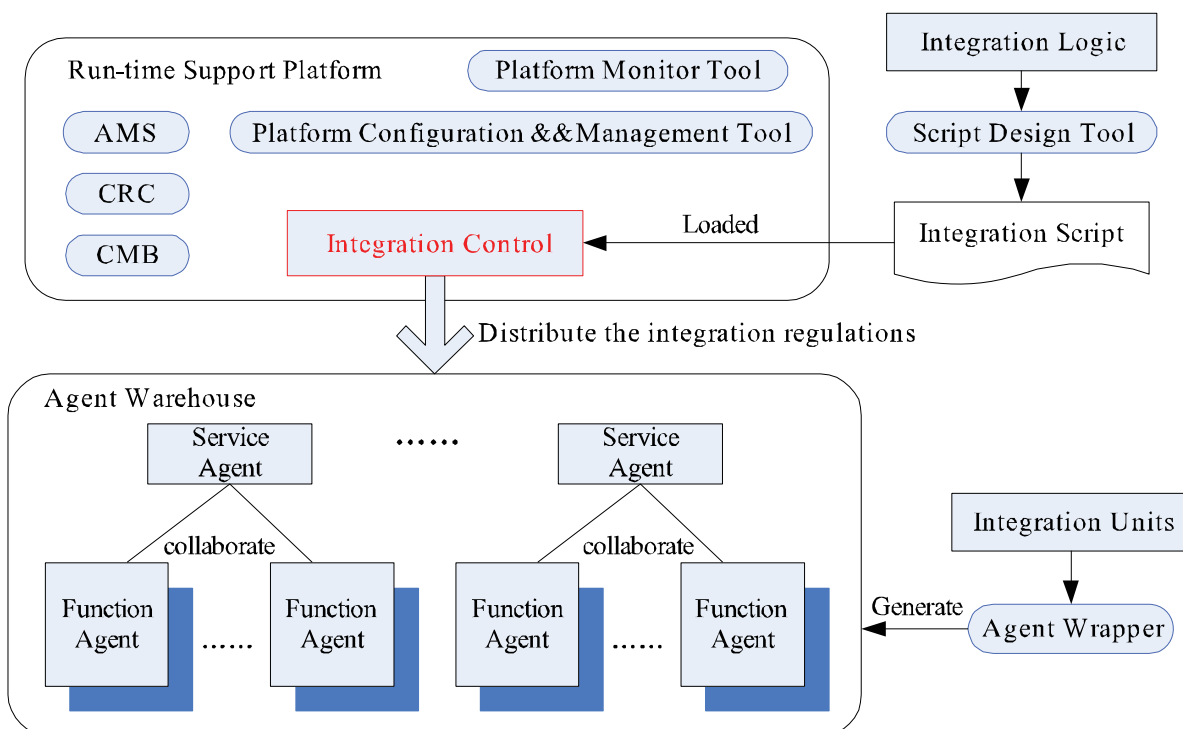 Integration Logic
Run-time Support Platform
Platform Monitor Tool
AMS
Platform Configuration &&Management Tool
Script Design Tool
CRC
Integration Control
Loaded
Integration Script
CMB
Distribute the integration regulations
Agent Warehouse
Service
Agent
......
Service
Agent
Integration Units
collaborate
collaborate
Function
Agent
......
Function
Agent
Function
Agent
......
Function
Agent
Generate
Agent Wrapper